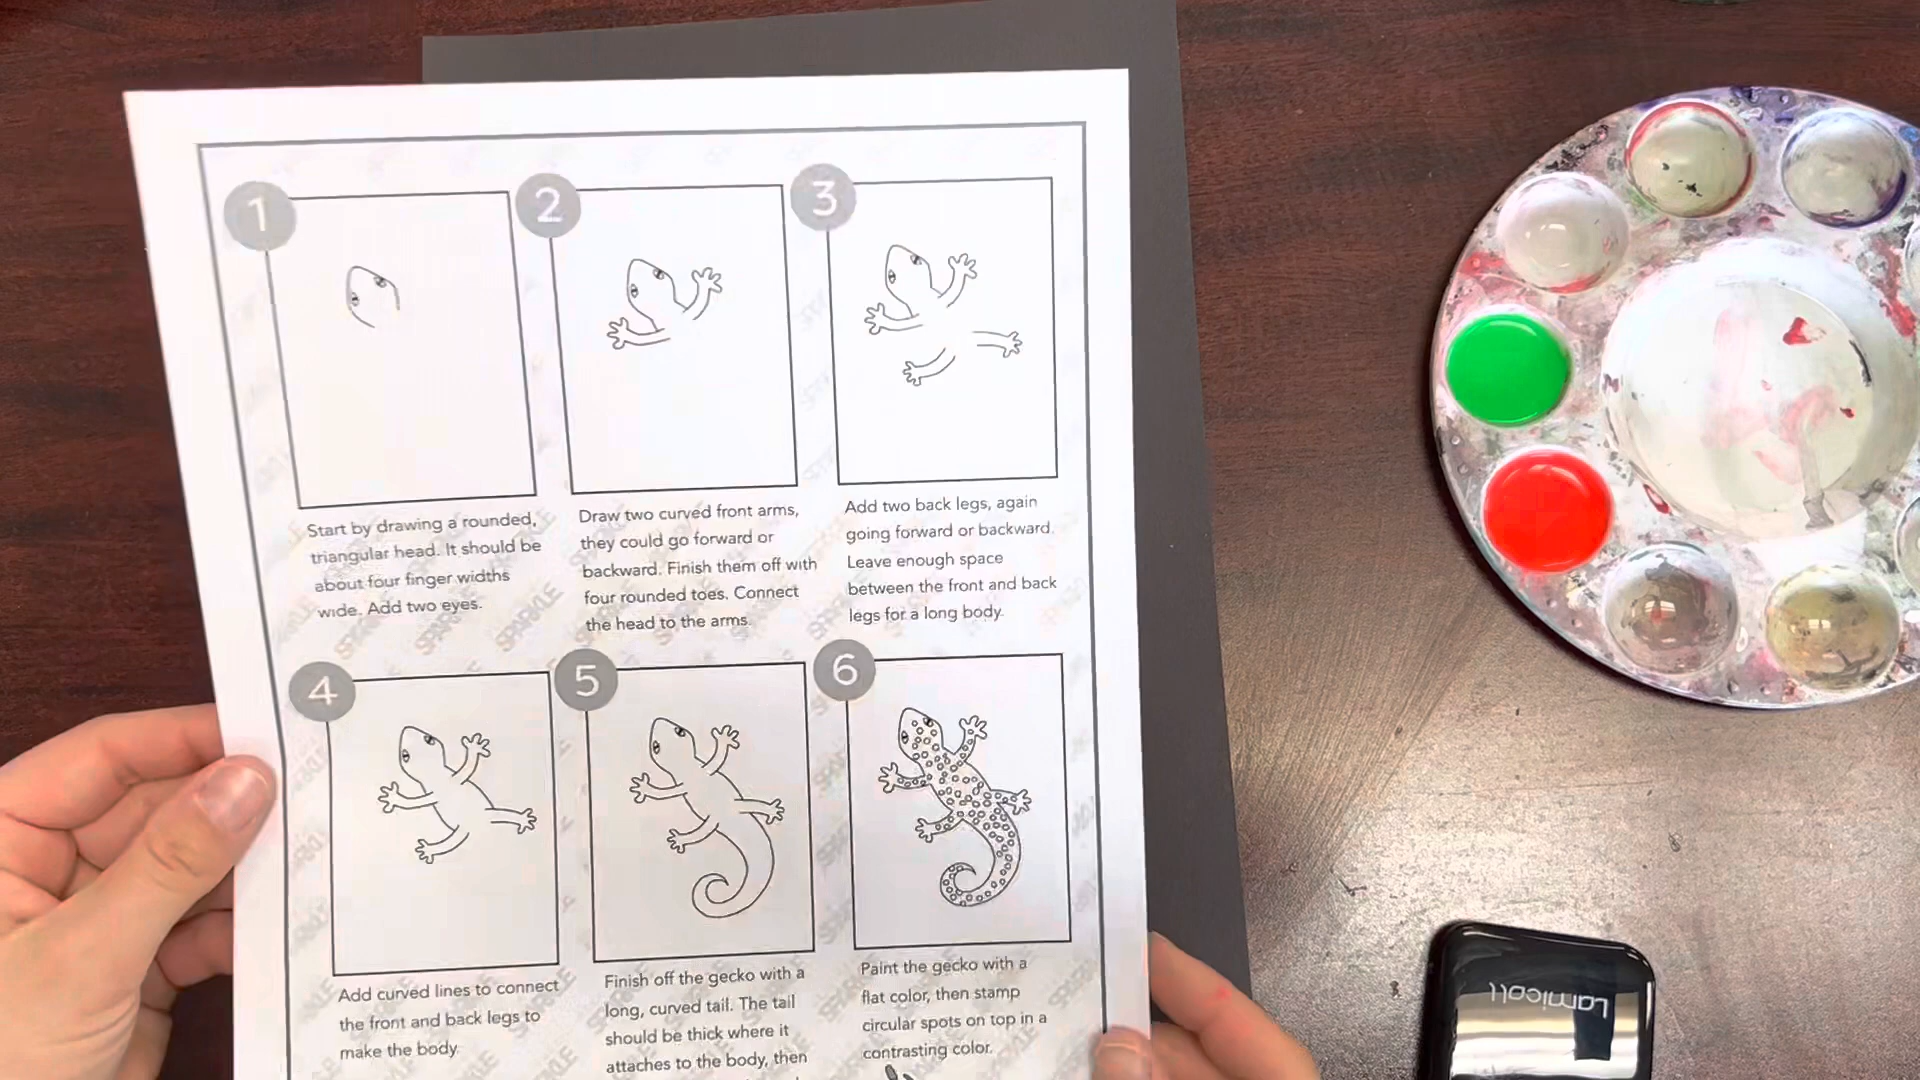 1
2
3
Start by drawing a rounded,
triangular head. It should be
about four finger widths
wide. Add two eyes.
Draw two curved front arms,
they could go forward or
backward. Finish them off with
four rounded toes. Connect
the head to the arms.
Add two back legs, again
going forward or backward.
Leave enough space
between the front and back
legs for a long body.
4
5
6
Add curved lines to connect
the front and back legs to
make the body.
Finish off the gecko with a
long, curved tail. The tail
should be thick where it
attaches to the body, then
Paint the gecko with a
flat color, then stamp
circular spots on top in a
contrasting color.
SPARKLE
Lamicall